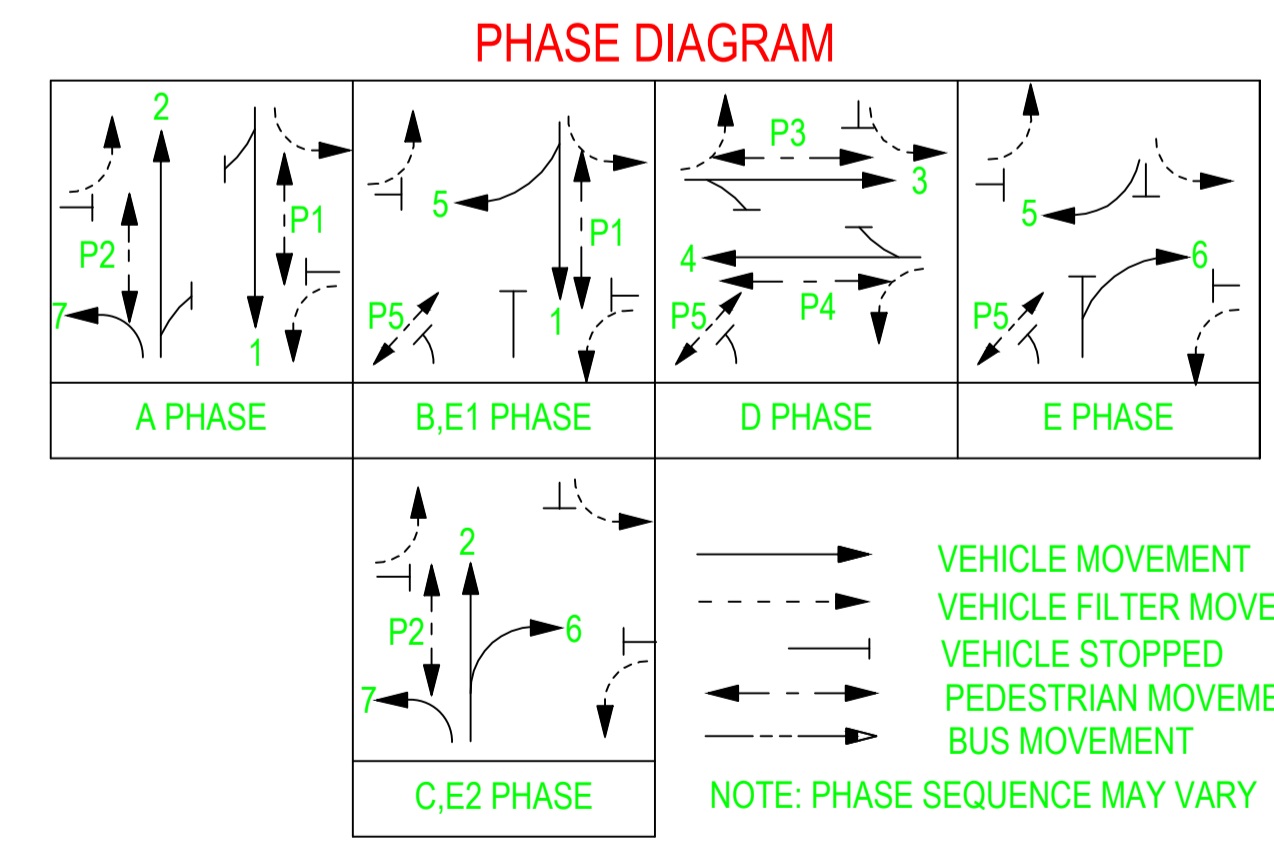 PHASE DIAGRAM
2
P2
P1
7
1
A PHASE
5
P1
P5
1
B,E1 PHASE
P3
3
4
P5
P4
D PHASE
5
6
P5
E PHASE
2
P2
6
7
C,E2 PHASE
VEHICLE MOVEMENT
VEHICLE FILTER MOVE
VEHICLE STOPPED
PEDESTRIAN MOVEME
BUS MOVEMENT
NOTE: PHASE SEQUENCE MAY VARY